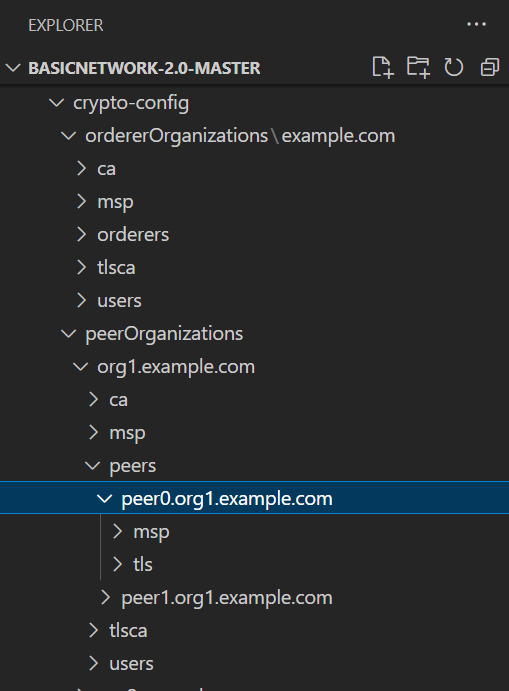 EXPLORER
BASICNETWORK-2.0-MASTER
crypto-config
ordererOrganizations\example.com
ca
msp
orderers
tlsca
users
peerOrganizations
org1.example.com
ca
msp
peers
peer0.org1.example.com
msp
tls
peer1.org1.example.com
tlsca
users